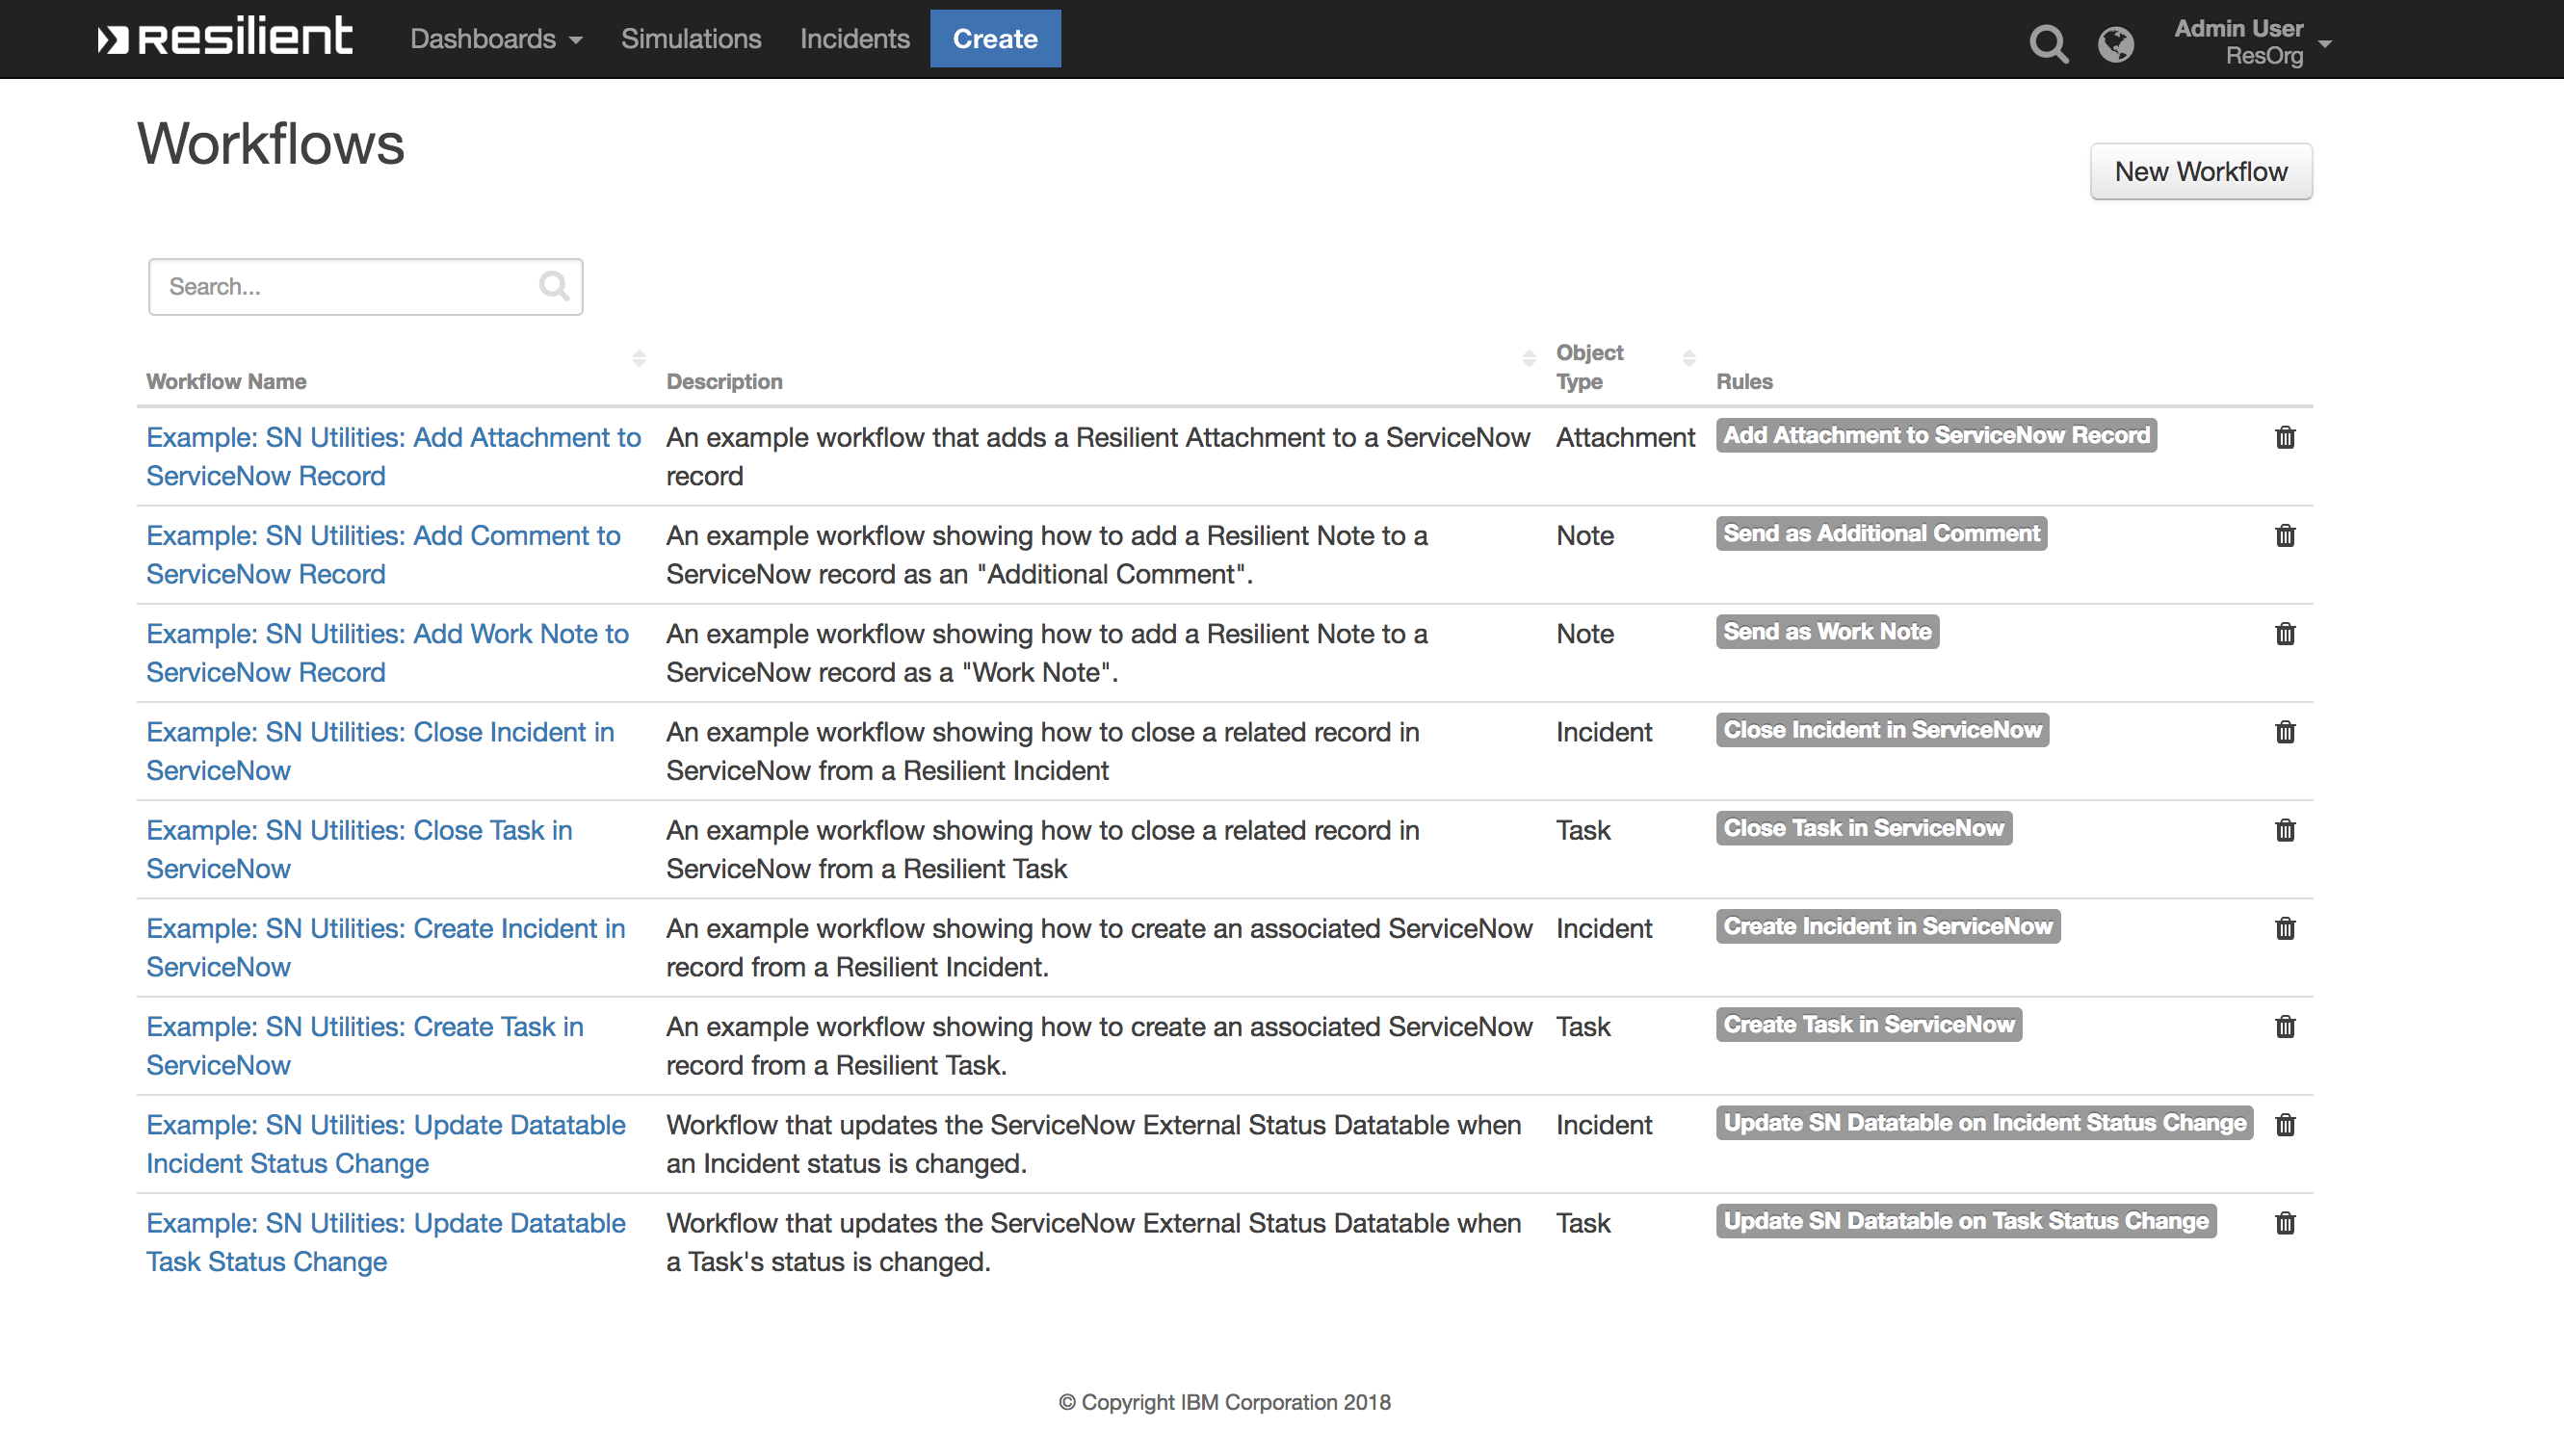 resilient Dashboards Simulations Incidents Create Admin User
ResOrg
Workflows
New Workflow
Search...
Workflow Name Description Object Type Rules
Example: SN Utilities: Add Attachment to An example workflow that adds a Resilient Attachment to a ServiceNow Attachment Add Attachment to ServiceNow Record
ServiceNow Record record
Example: SN Utilities: Add Comment to An example workflow showing how to add a Resilient Note to a Note Send as Additional Comment
ServiceNow Record ServiceNow record as an "Additional Comment".
Example: SN Utilities: Add Work Note to An example workflow showing how to add a Resilient Note to a Note Send as Work Note
ServiceNow Record ServiceNow record as a "Work Note".
Example: SN Utilities: Close Incident in An example workflow showing how to close a related record in Incident Close Incident in ServiceNow
ServiceNow ServiceNow from a Resilient Incident
Example: SN Utilities: Close Task in An example workflow showing how to close a related record in Task Close Task in ServiceNow
ServiceNow ServiceNow from a Resilient Task
Example: SN Utilities: Create Incident in An example workflow showing how to create an associated ServiceNow Incident Create Incident in ServiceNow
ServiceNow record from a Resilient Incident.
Example: SN Utilities: Create Task in An example workflow showing how to create an associated ServiceNow Task Create Task in ServiceNow
ServiceNow record from a Resilient Task.
Example: SN Utilities: Update Datatable Workflow that updates the ServiceNow External Status Datatable when Incident Update SN Datatable on Incident Status Change
Incident Status Change an Incident status is changed.
Example: SN Utilities: Update Datatable Workflow that updates the ServiceNow External Status Datatable when Task Update SN Datatable on Task Status Change
Task Status Change a Task's status is changed.
© Copyright IBM Corporation 2018